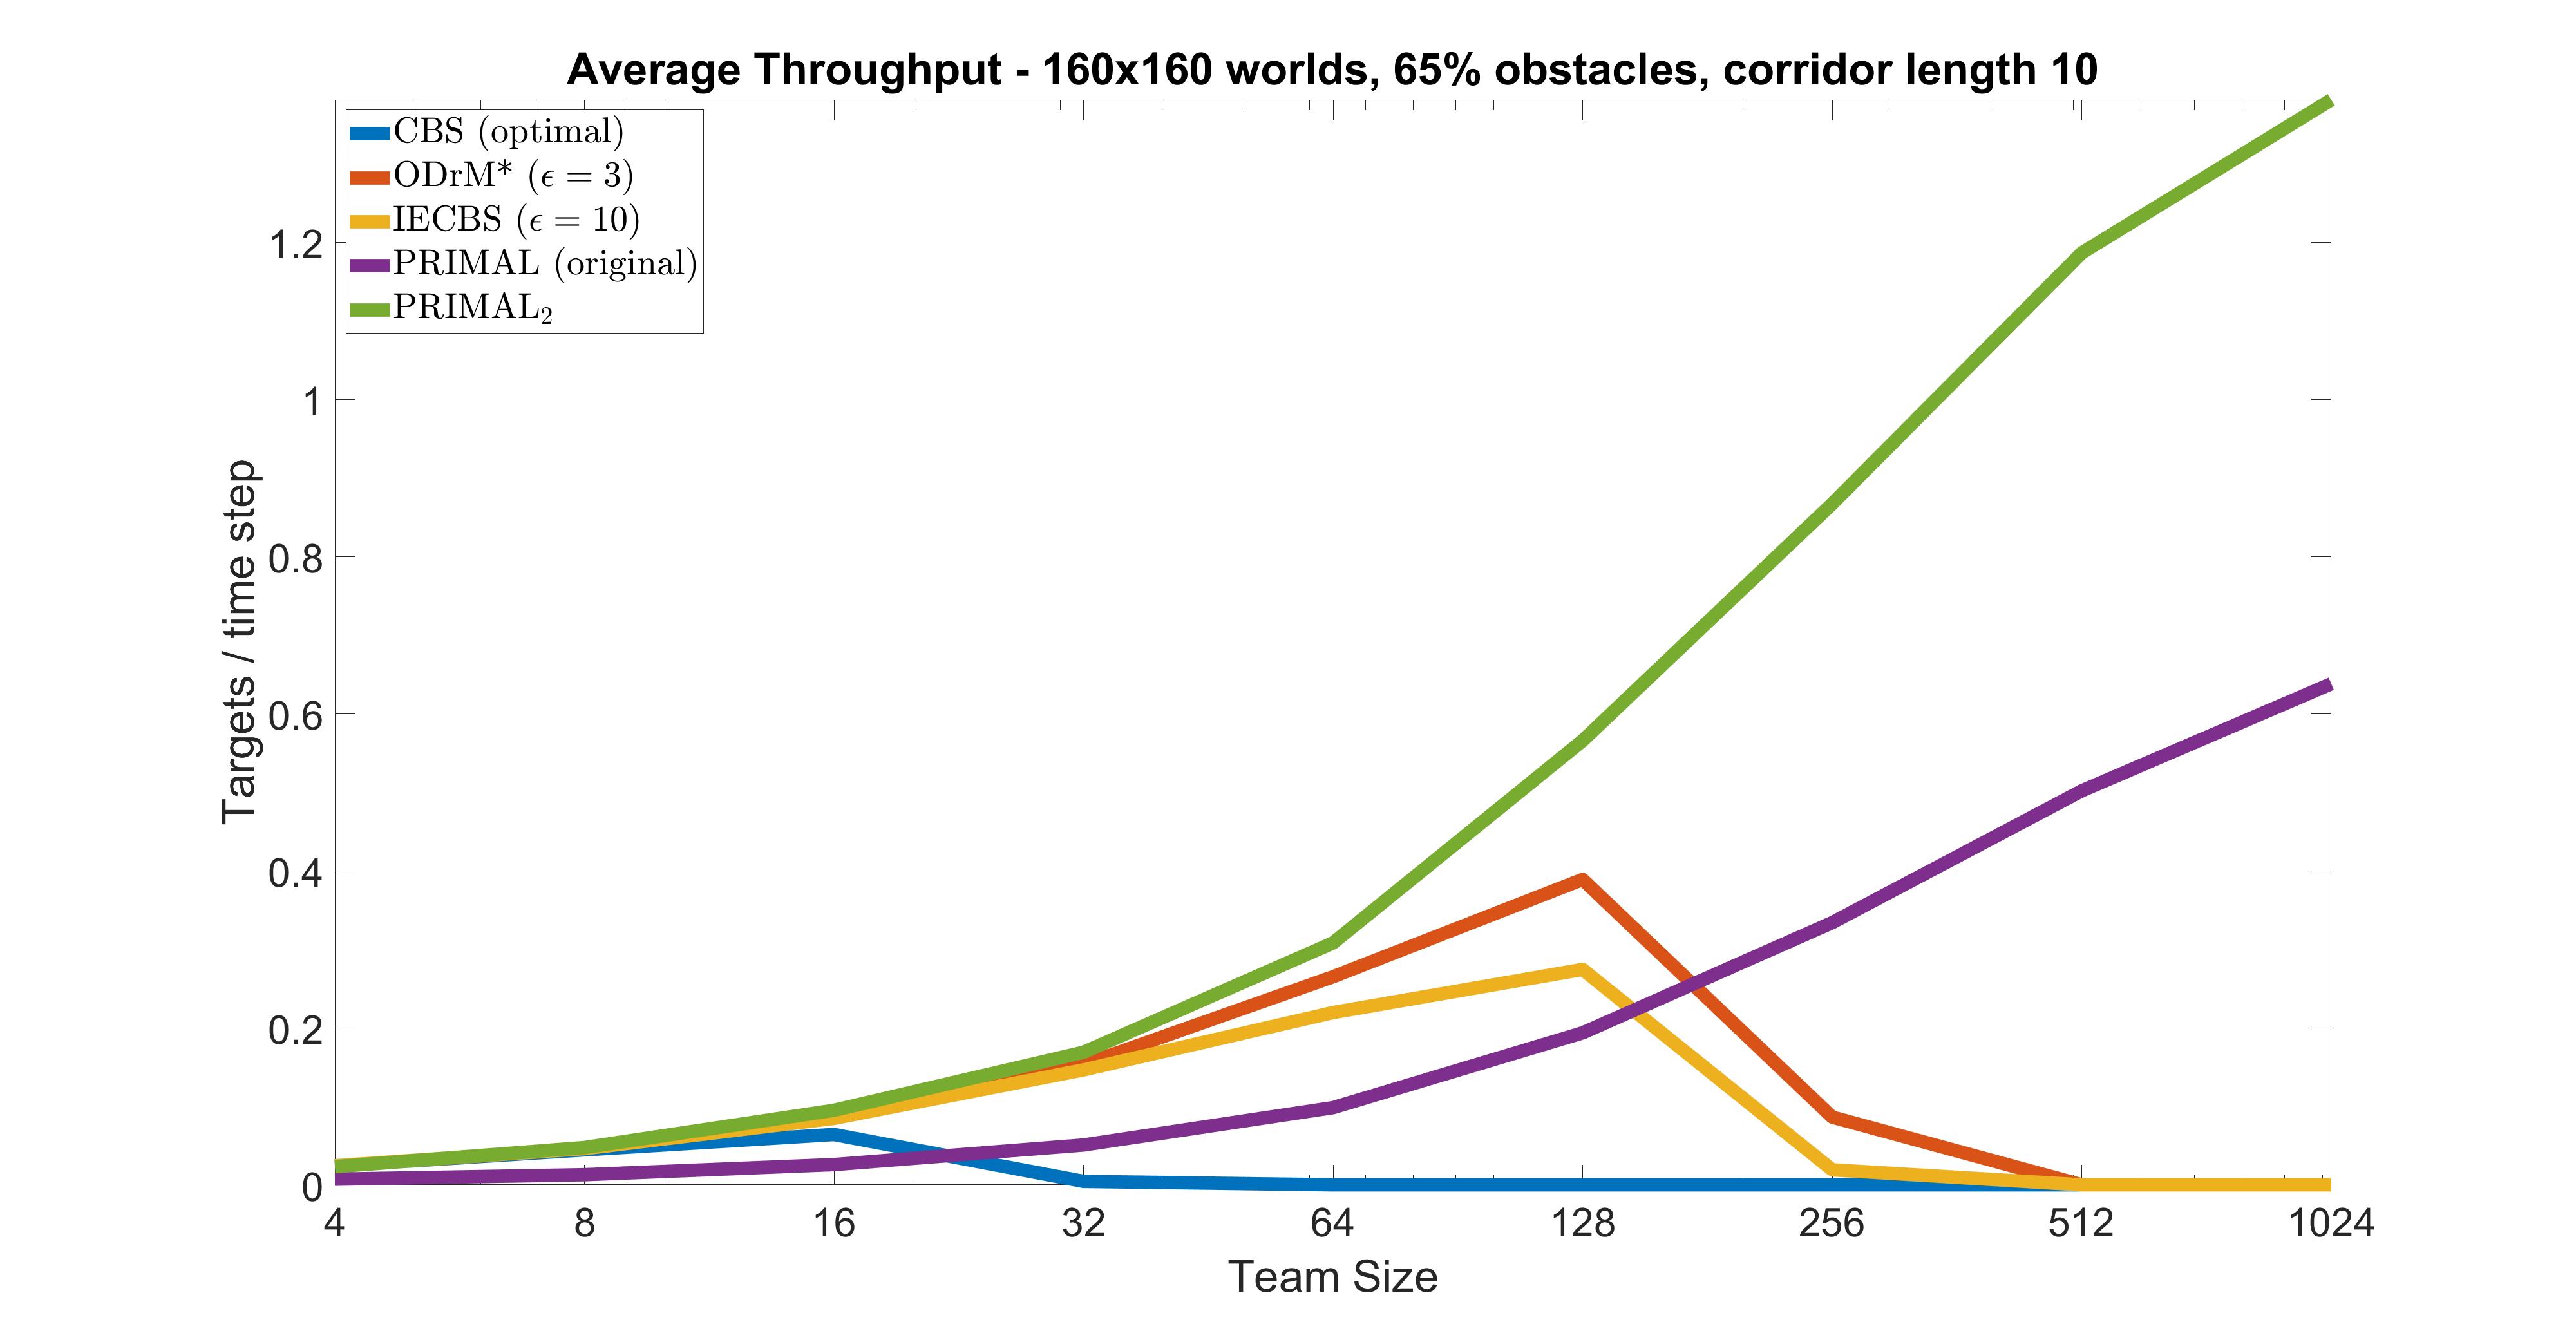 Average Throughput - 160x160 worlds, 65% obstacles, corridor length 10
CBS (optimal)
ODrM* (ϵ = 3)
IECBS (ϵ = 10)
PRIMAL (original)
PRIMAL₂
Targets / time step
1.2
1
0.8
0.6
0.4
0.2
0
4 8 16 32 64 128 256 512 1024
Team Size